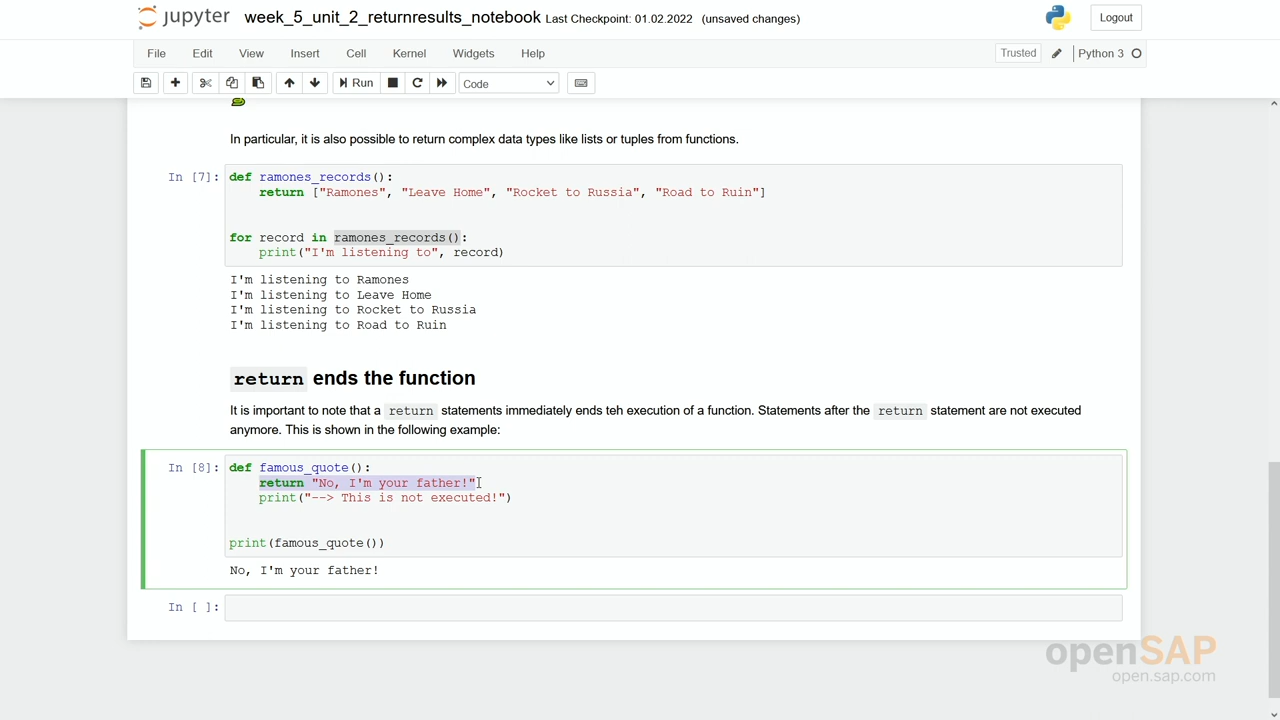 jupyter week_5_unit_2_returnresults_notebook Last Checkpoint: 01.02.2022 (unsaved changes) Logout
File Edit View Insert Cell Kernel Widgets Help Trusted Python 3
Run Code
In particular, it is also possible to return complex data types like lists or tuples from functions.
In [7]: def ramones_records():
return ["Ramones", "Leave Home", "Rocket to Russia", "Road to Ruin"]
for record in ramones_records():
print("I'm listening to", record)
I'm listening to Ramones
I'm listening to Leave Home
I'm listening to Rocket to Russia
I'm listening to Road to Ruin
return ends the function
It is important to note that a return statements immediately ends teh execution of a function. Statements after the return statement are not executed
anymore. This is shown in the following example:
In [8]: def famous_quote():
return "No, I'm your father!"
print("--> This is not executed!")
print(famous_quote())
No, I'm your father!
In [ ]:
openSAP
open.sap.com